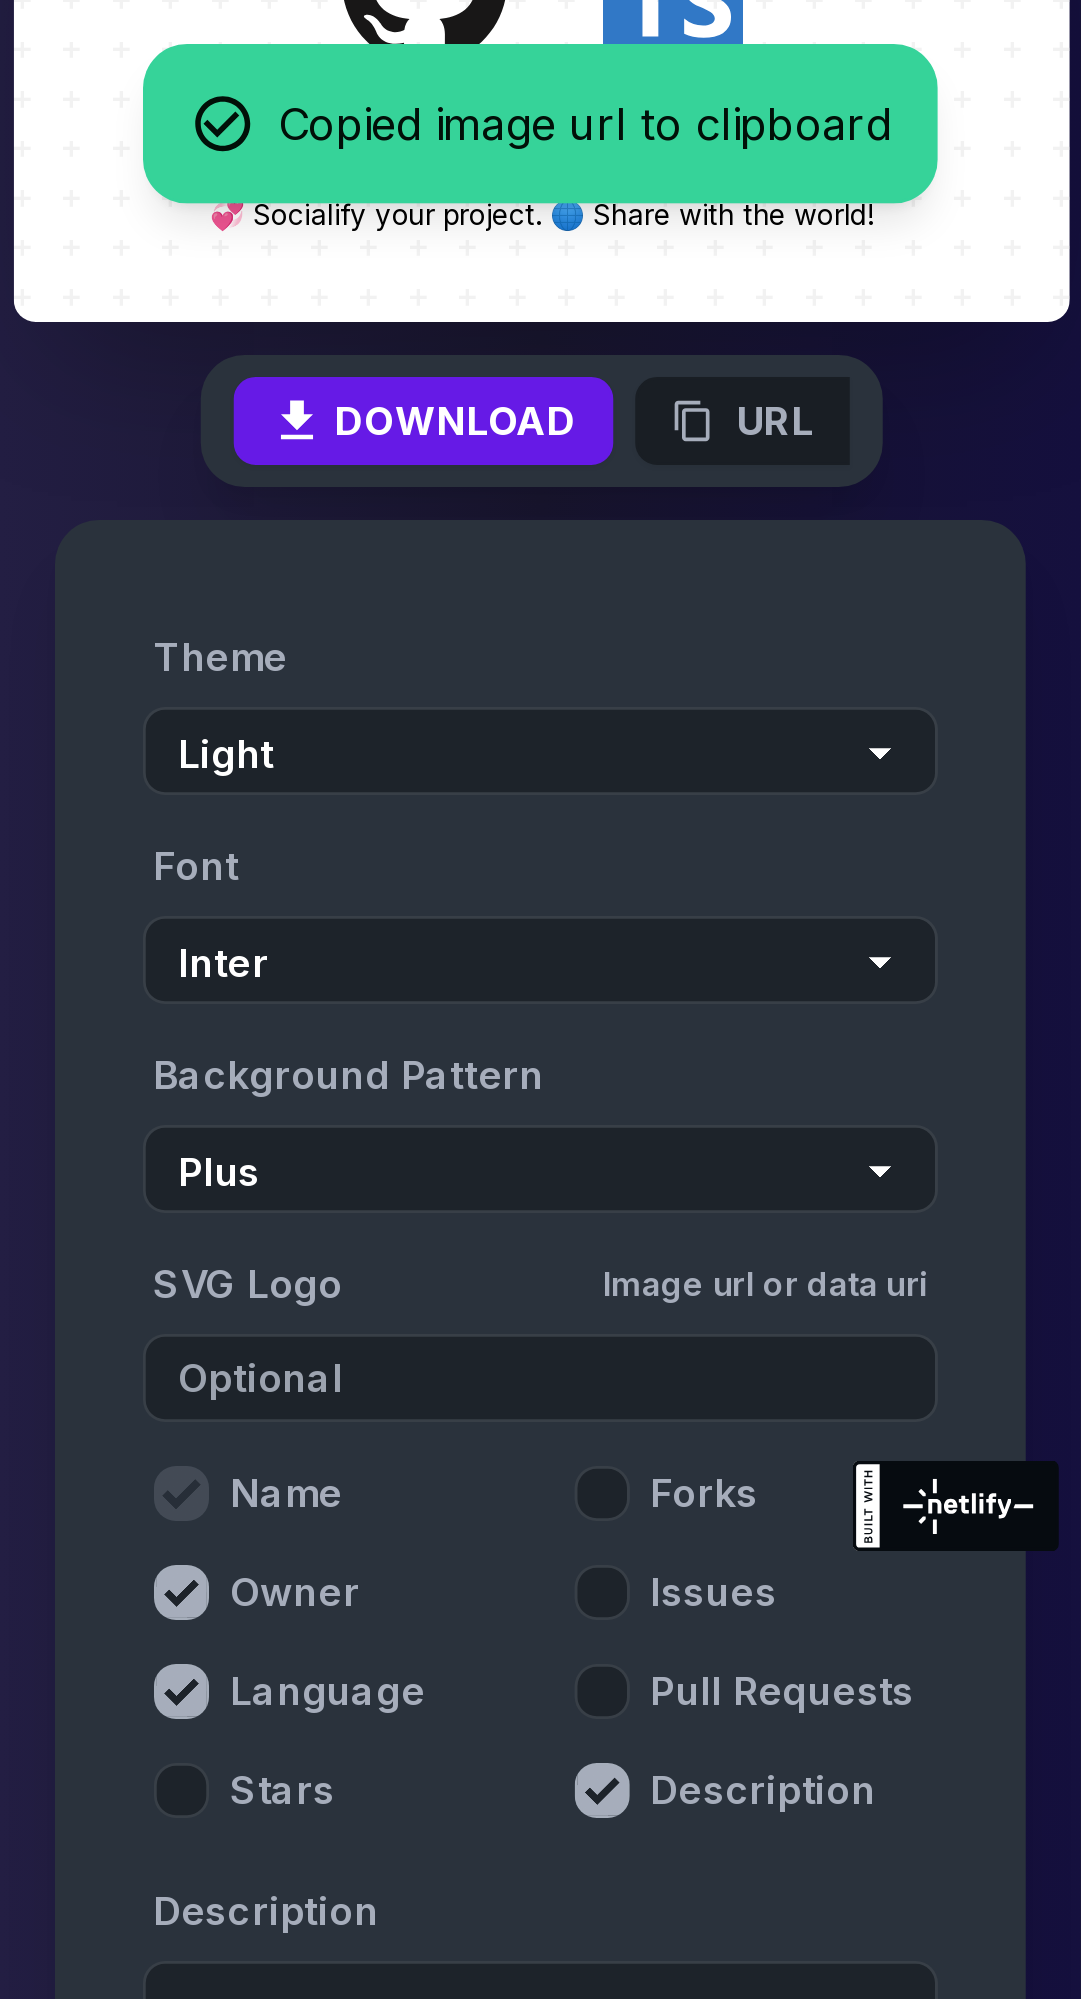 TS
Copied image url to clipboard
💞 Socialify your project. 🌐 Share with the world!
DOWNLOAD
URL
Theme
Light
Font
Inter
Background Pattern
Plus
SVG Logo
Image url or data uri
Optional
Name
Forks
BUILT WITH
netlify
Owner
Issues
Language
Pull Requests
Stars
Description
Description